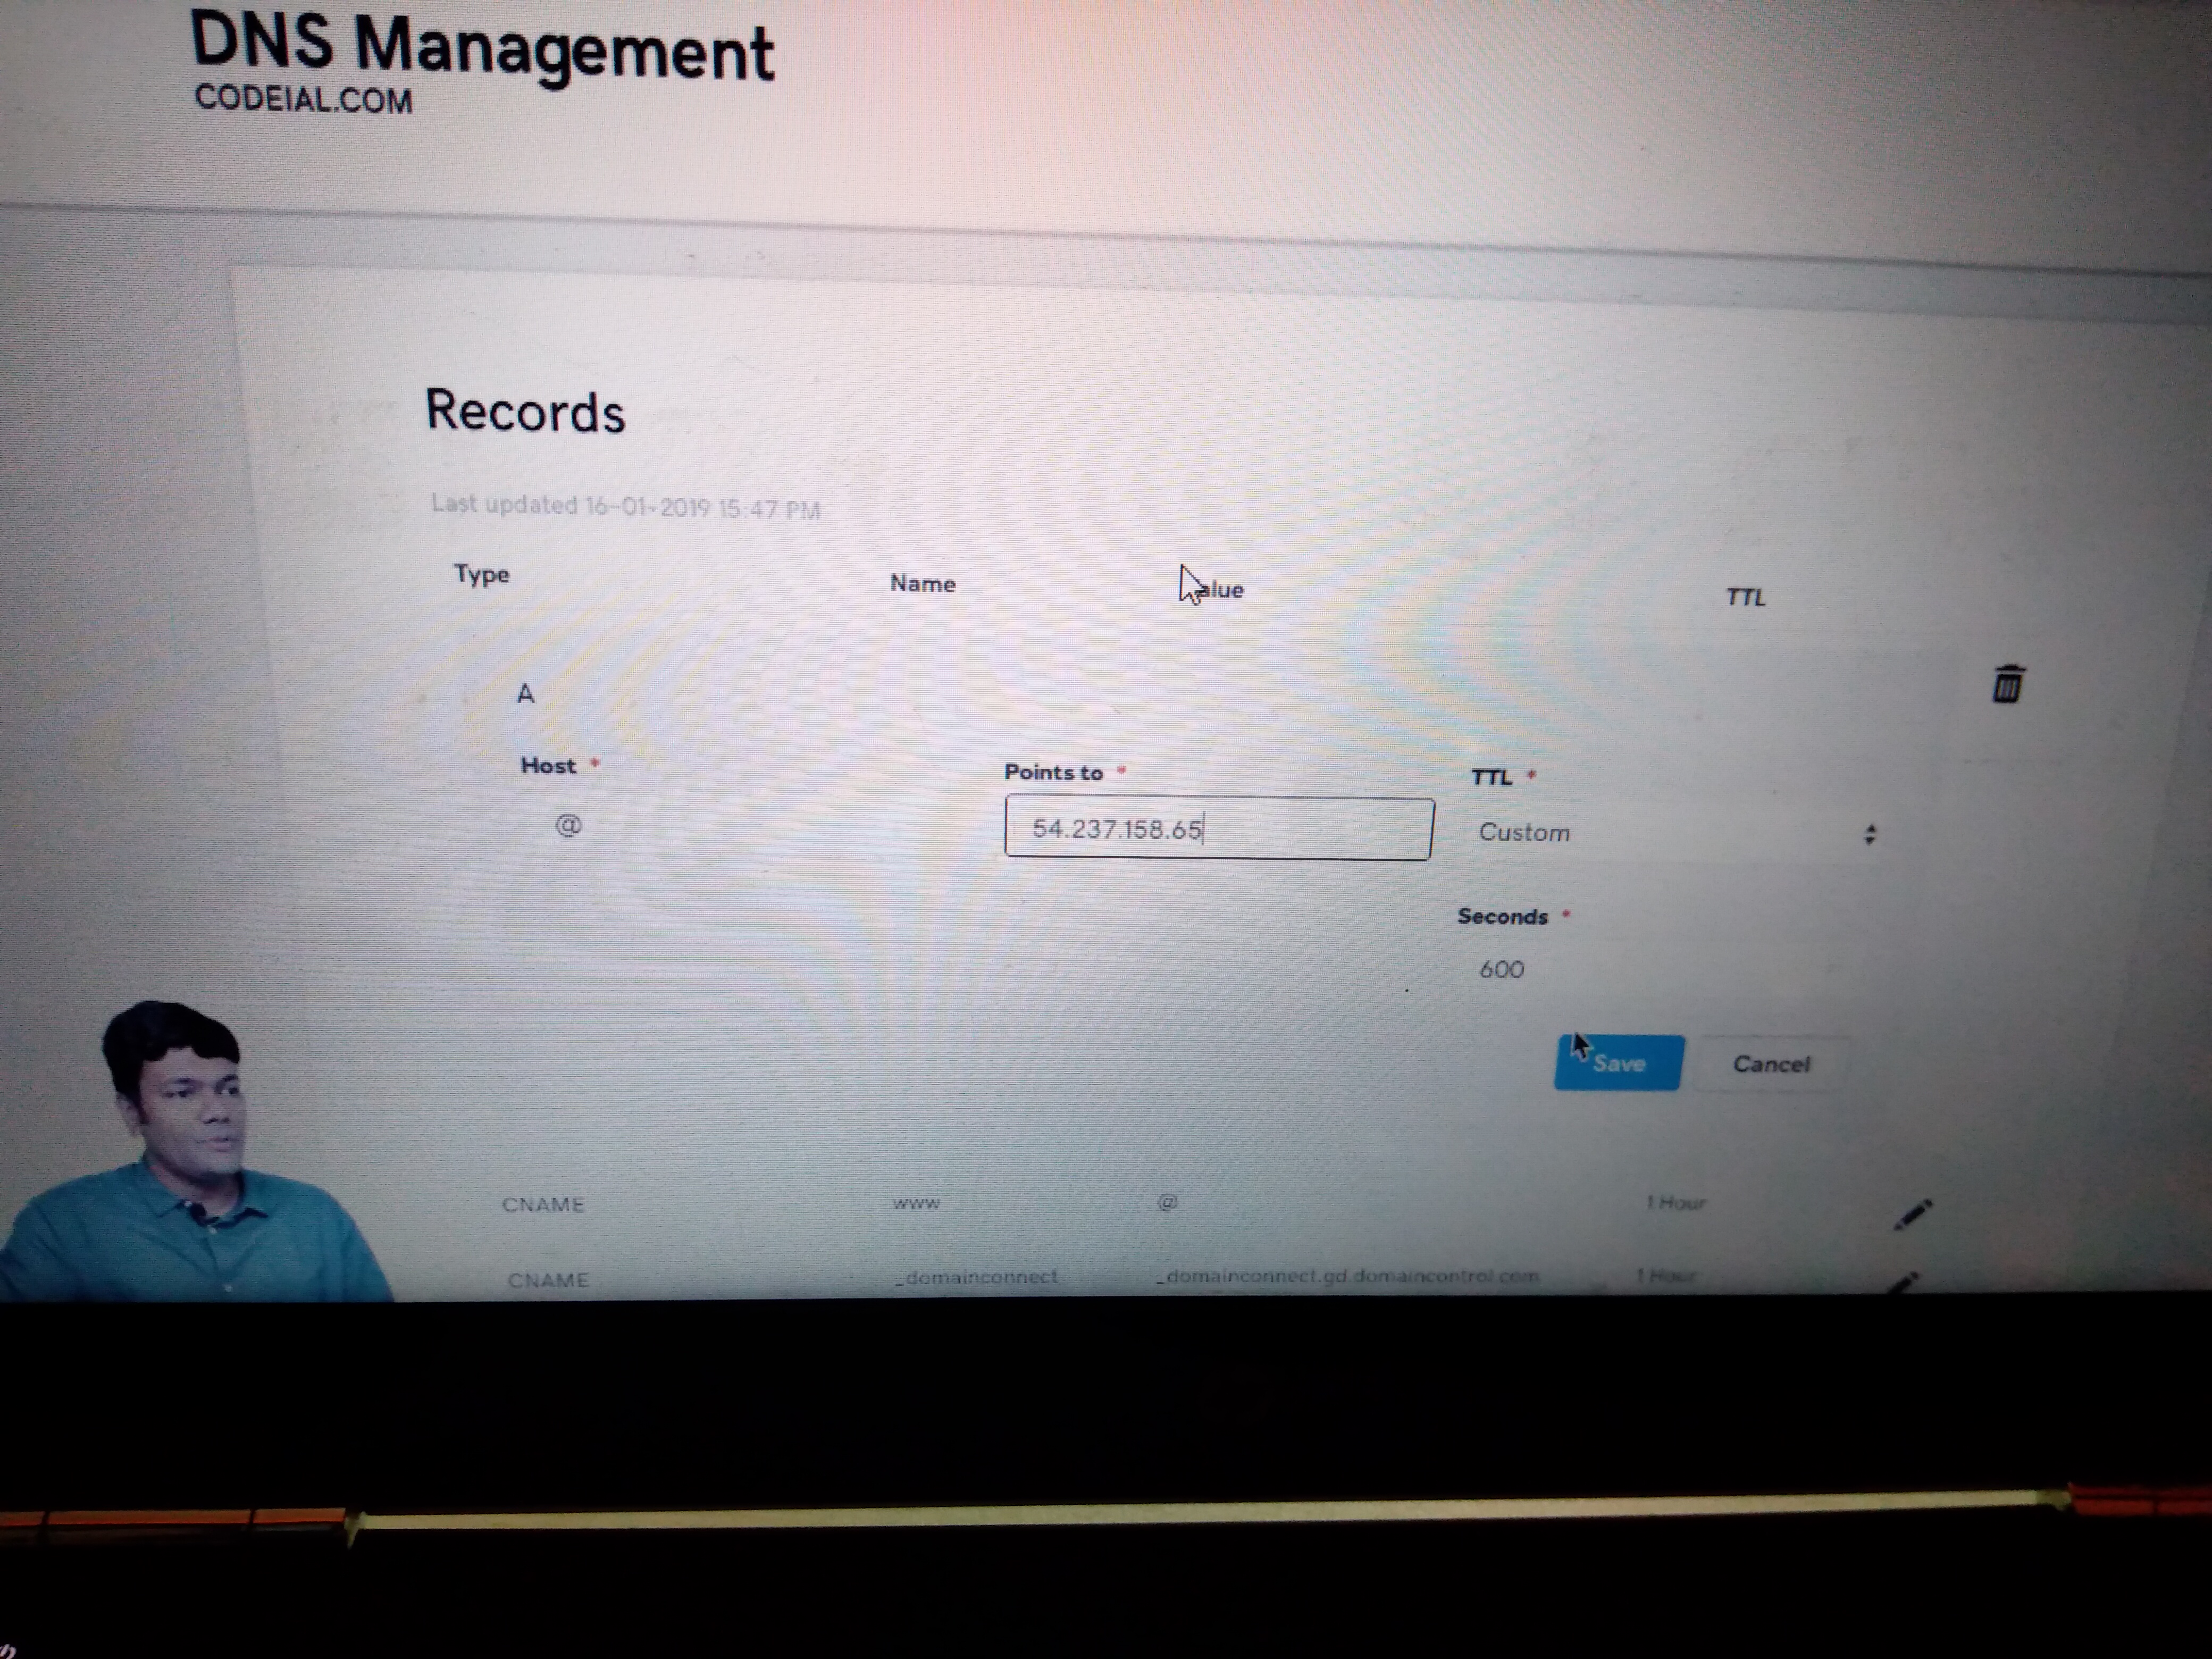 DNS Management
CODEIAL.COM
Records
Last updated 16-01-2019 15:47 PM
Type Name alue TTL
A
Host * Points to * TTL *
@ 54.237.158.65 Custom
Seconds *
600
Save Cancel
CNAME www @ 1 Hour
CNAME _domainconnect _domainconnect.gd.domaincontrol.com 1 Hour